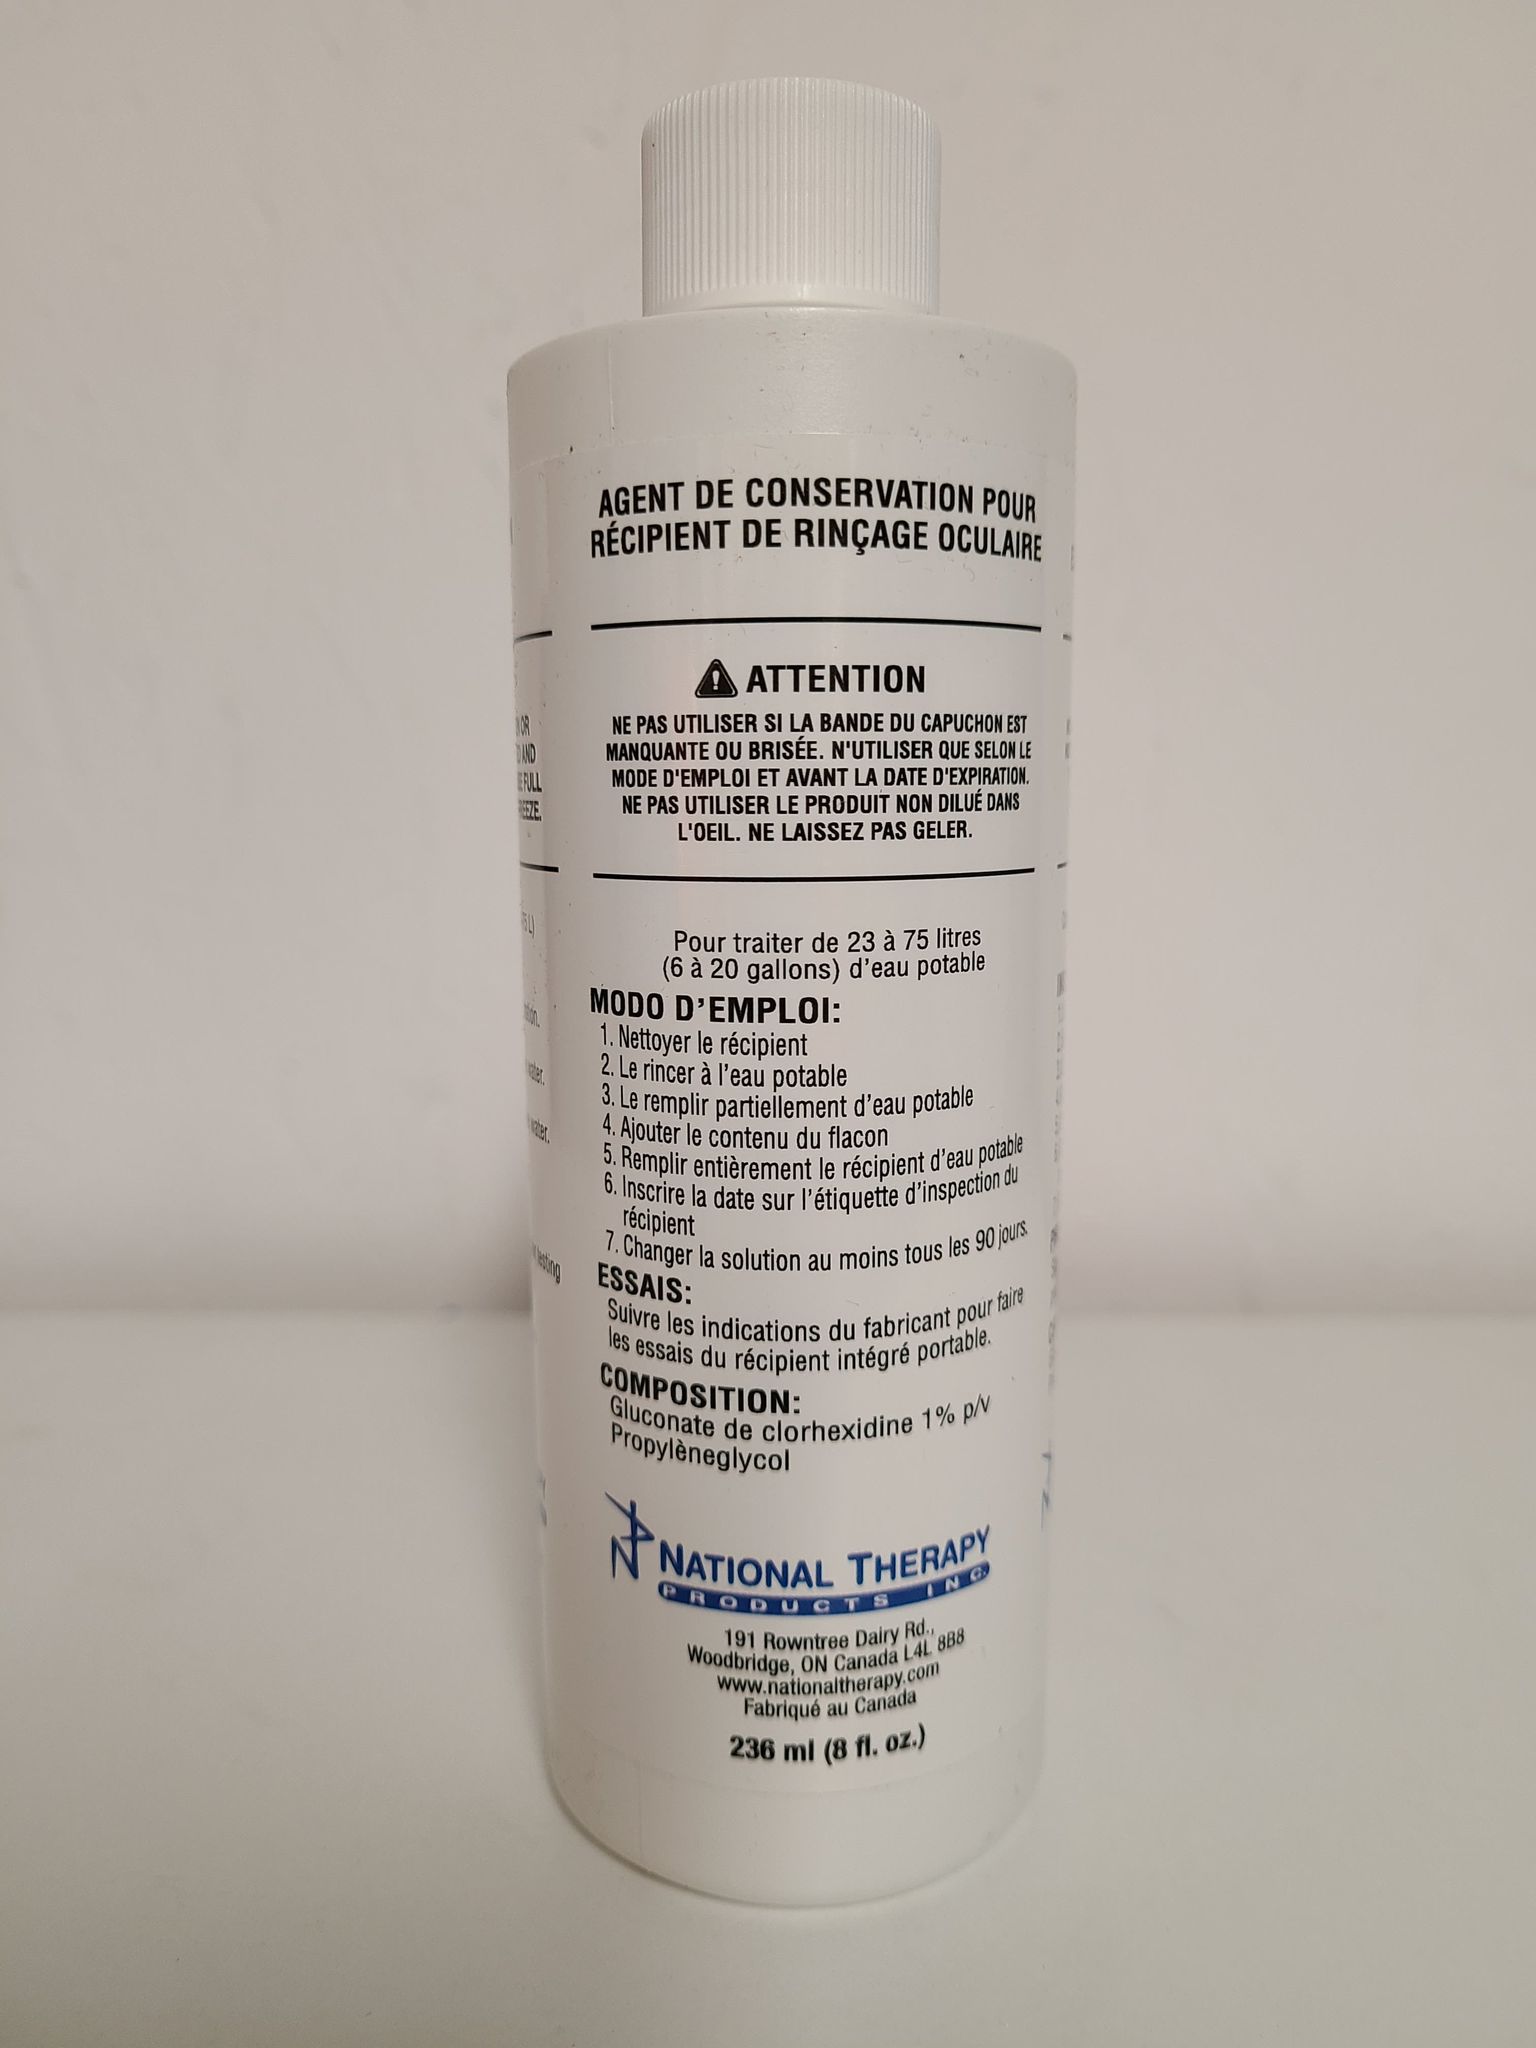 AGENT DE CONSERVATION POUR
RÉCIPIENT DE RINÇAGE OCULAIRE
ATTENTION
NE PAS UTILISER SI LA BANDE DU CAPUCHON EST
MANQUANTE OU BRISÉE. N'UTILISER QUE SELON LE
MODE D'EMPLOI ET AVANT LA DATE D'EXPIRATION.
NE PAS UTILISER LE PRODUIT NON DILUÉ DANS
L'OEIL. NE LAISSEZ PAS GELER.
Pour traiter de 23 à 75 litres
(6 à 20 gallons) d'eau potable
MODO D'EMPLOI:
1. Nettoyer le récipient
2. Le rincer à l'eau potable
3. Le remplir partiellement d'eau potable
4. Ajouter le contenu du flacon
5. Remplir entièrement le récipient d'eau potable
6. Inscrire la date sur l'étiquette d'inspection du
récipient
7. Changer la solution au moins tous les 90 jours.
ESSAIS:
Suivre les indications du fabricant pour faire
les essais du récipient intégré portable.
COMPOSITION:
Gluconate de clorhexidine 1% p/v
Propylèneglycol
NATIONAL THERAPY
PRODUCTS INC.
191 Rowntree Dairy Rd.,
Woodbridge, ON Canada L4L 8B8
www.nationaltherapy.com
Fabriqué au Canada
236 ml (8 fl. oz.)
OR
AND
FULL
water.
water.
testing